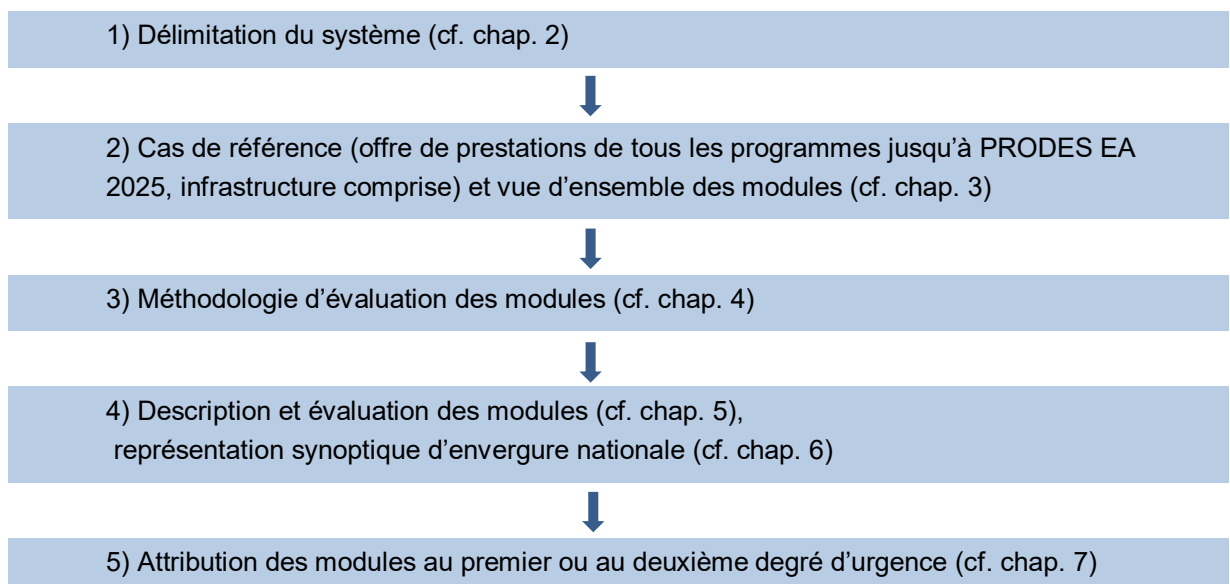 1) Délimitation du système (cf. chap. 2)
2) Cas de référence (offre de prestations de tous les programmes jusqu’à PRODES EA
2025, infrastructure comprise) et vue d’ensemble des modules (cf. chap. 3)
3) Méthodologie d’évaluation des modules (cf. chap. 4)
4) Description et évaluation des modules (cf. chap. 5),
représentation synoptique d’envergure nationale (cf. chap. 6)
5) Attribution des modules au premier ou au deuxième degré d’urgence (cf. chap. 7)